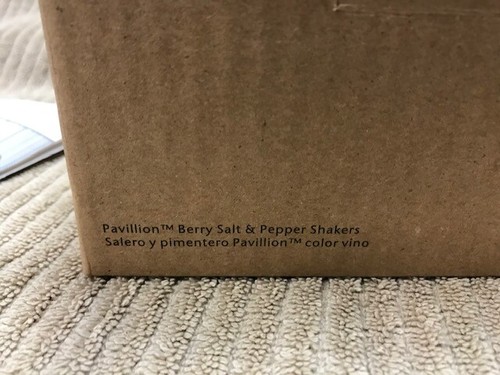 Pavillion™ Berry Salt & Pepper Shakers
Salero y pimentero Pavillion™ color vino